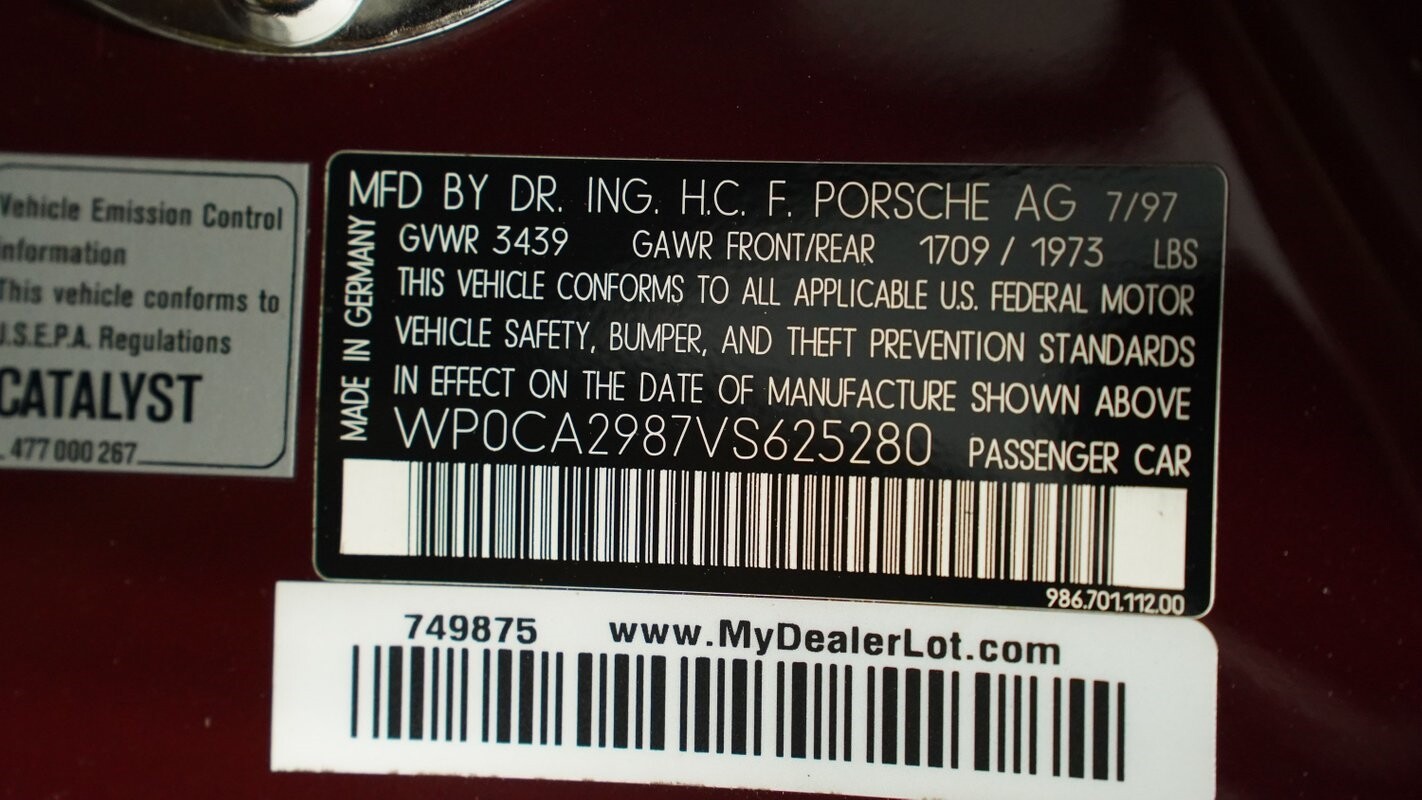 Vehicle Emission Control
Information
This vehicle conforms to
U.S.E.P.A. Regulations
CATALYST
477 000 267
MFD BY DR. ING. H.C. F. PORSCHE AG 7/97
GVWR 3439 GAWR FRONT/REAR 1709 / 1973 LBS
THIS VEHICLE CONFORMS TO ALL APPLICABLE U.S. FEDERAL MOTOR
VEHICLE SAFETY, BUMPER, AND THEFT PREVENTION STANDARDS
IN EFFECT ON THE DATE OF MANUFACTURE SHOWN ABOVE
WP0CA2987VS625280 PASSENGER CAR
MADE IN GERMANY
986.701.112.00
749875 www.MyDealerLot.com